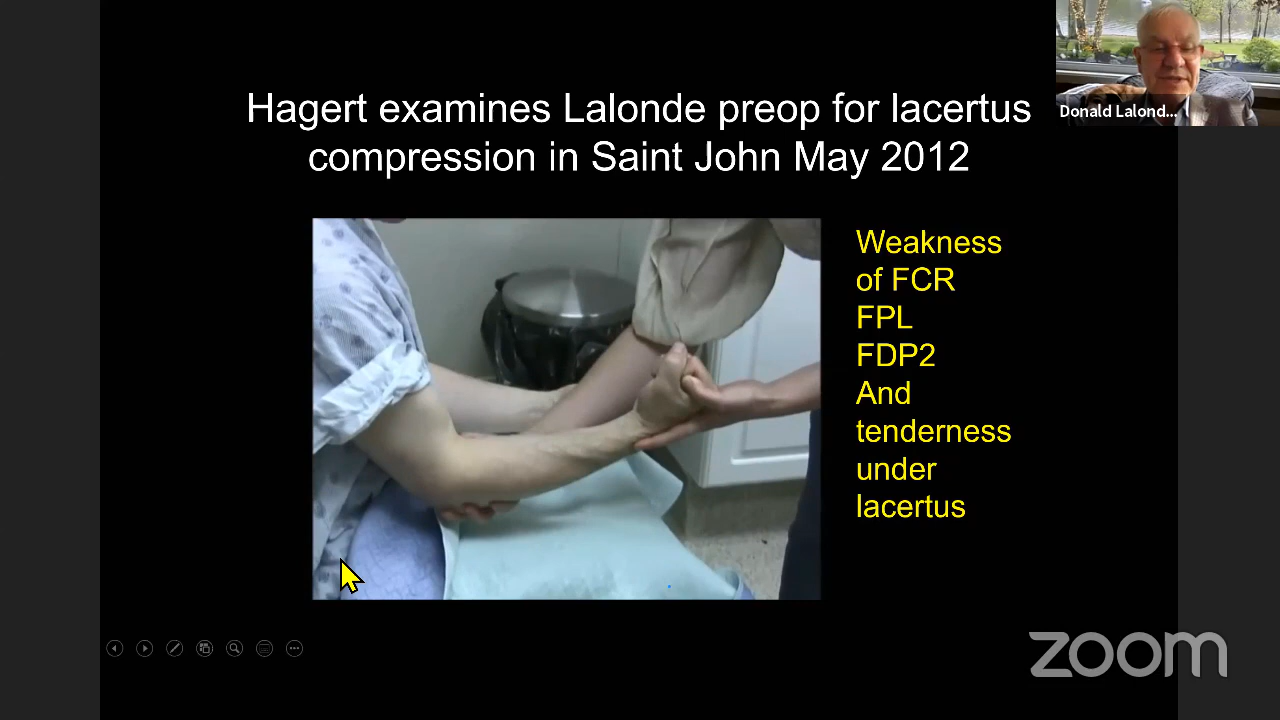 Hagert examines Lalonde preop for lacertus
compression in Saint John May 2012
Donald Lalond...
Weakness
of FCR
FPL
FDP2
And
tenderness
under
lacertus
zoom